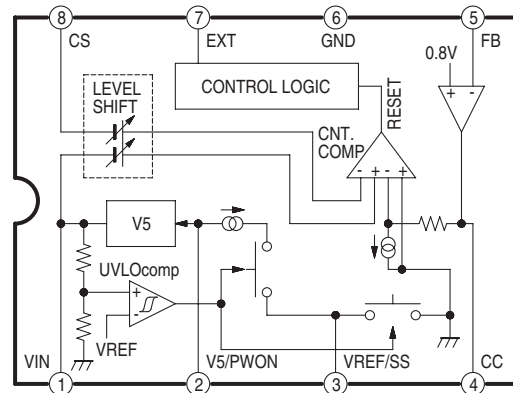 8 7 6 5
CS EXT GND FB
0.8V
+ -
LEVEL
SHIFT
CONTROL LOGIC
RESET
CNT.
COMP
- + - +
V5
UVLOcomp
+
-
VREF
VIN V5/PWON VREF/SS CC
1 2 3 4